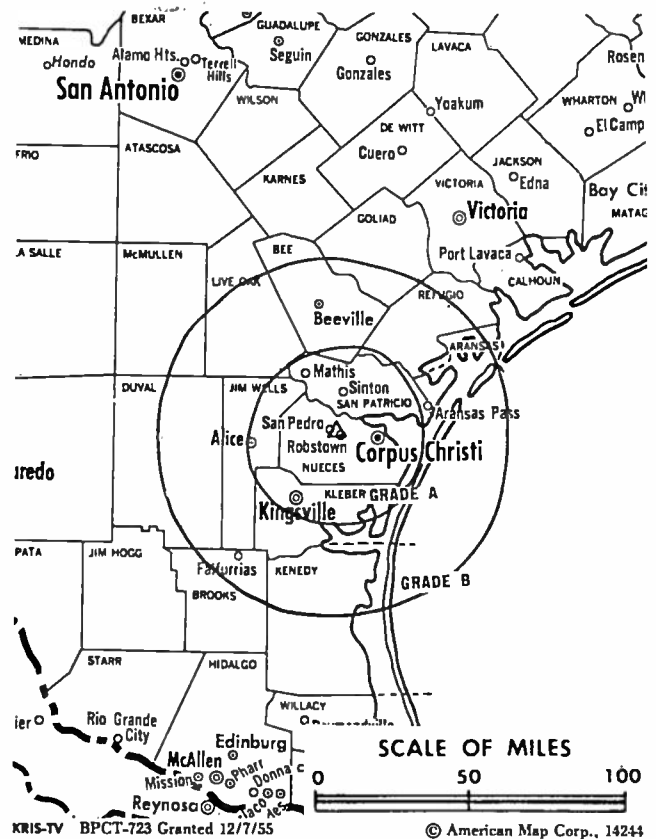 BEXAR
GUADALUPE
MEDINA
GONZALES
LAVACA
Alamo Hts.
Terrell
Hills
Seguin
Hondo
Gonzales
Rosen
San Antonio
WILSON
Yoakum
WHARTON
El Camp
DE WITT
FRIO
ATASCOSA
Cuero
JACKSON
KARNES
VICTORIA
Edna
Bay Cit
GOLIAD
Victoria
MATAG
LA SALLE
McMULLEN
BEE
Port Lavaca
LIVE OAK
CALHOUN
REFUGIO
Beeville
ARANSAS
Mathis
DUVAL
JIM WELLS
Sinton
SAN PATRICIO
Aransas Pass
San Pedro
Alice
Robstown
Corpus Christi
NUECES
aredo
KLEBER
GRADE A
Kingsville
PATA
JIM HOGG
Falfurrias
KENEDY
GRADE B
BROOKS
STARR
HIDALGO
WILLACY
ier
Rio Grande
City
Edinburg
SCALE OF MILES
McAllen
Mission
Pharr
Donna
0 50 100
Reynosa
KRIS-TV BPCT-723 Granted 12/7/55
© American Map Corp., 14244